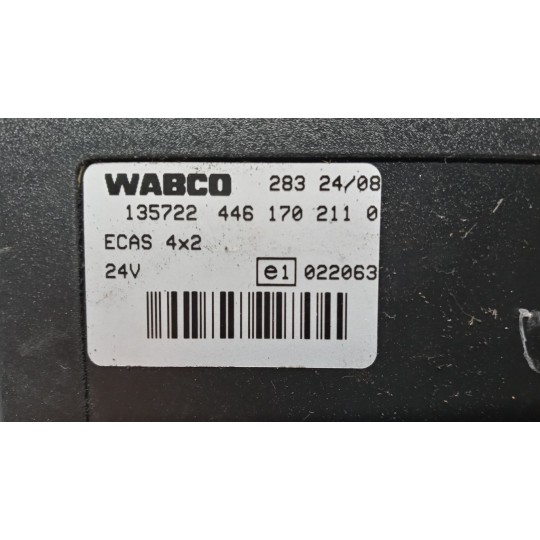 WABCO 283 24/08
135722 446 170 211 0
ECAS 4x2
24V e1 022063